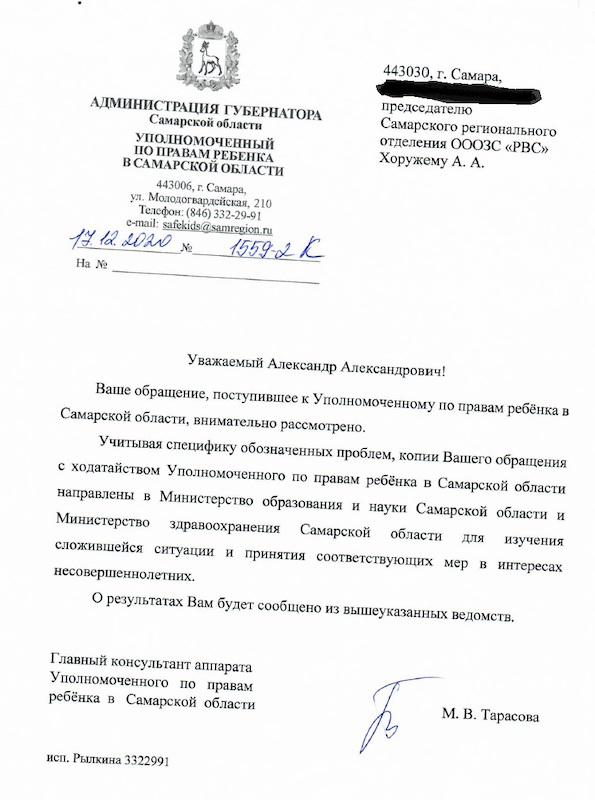 АДМИНИСТРАЦИЯ ГУБЕРНАТОРА
Самарской области
УПОЛНОМОЧЕННЫЙ
ПО ПРАВАМ РЕБЕНКА
В САМАРСКОЙ ОБЛАСТИ
443006, г. Самара,
ул. Молодогвардейская, 210
Телефон: (846) 332-29-91
e-mail: safekids@samregion.ru
17.12.2020 № 1559-2 К
На №
443030, г. Самара,
председателю
Самарского регионального
отделения ОООЗС «РВС»
Хоружему А. А.
Уважаемый Александр Александрович!
Ваше обращение, поступившее к Уполномоченному по правам ребёнка в
Самарской области, внимательно рассмотрено.
Учитывая специфику обозначенных проблем, копии Вашего обращения
с ходатайством Уполномоченного по правам ребёнка в Самарской области
направлены в Министерство образования и науки Самарской области и
Министерство здравоохранения Самарской области для изучения
сложившейся ситуации и принятия соответствующих мер в интересах
несовершеннолетних.
О результатах Вам будет сообщено из вышеуказанных ведомств.
Главный консультант аппарата
Уполномоченного по правам
ребёнка в Самарской области
М. В. Тарасова
исп. Рылкина 3322991